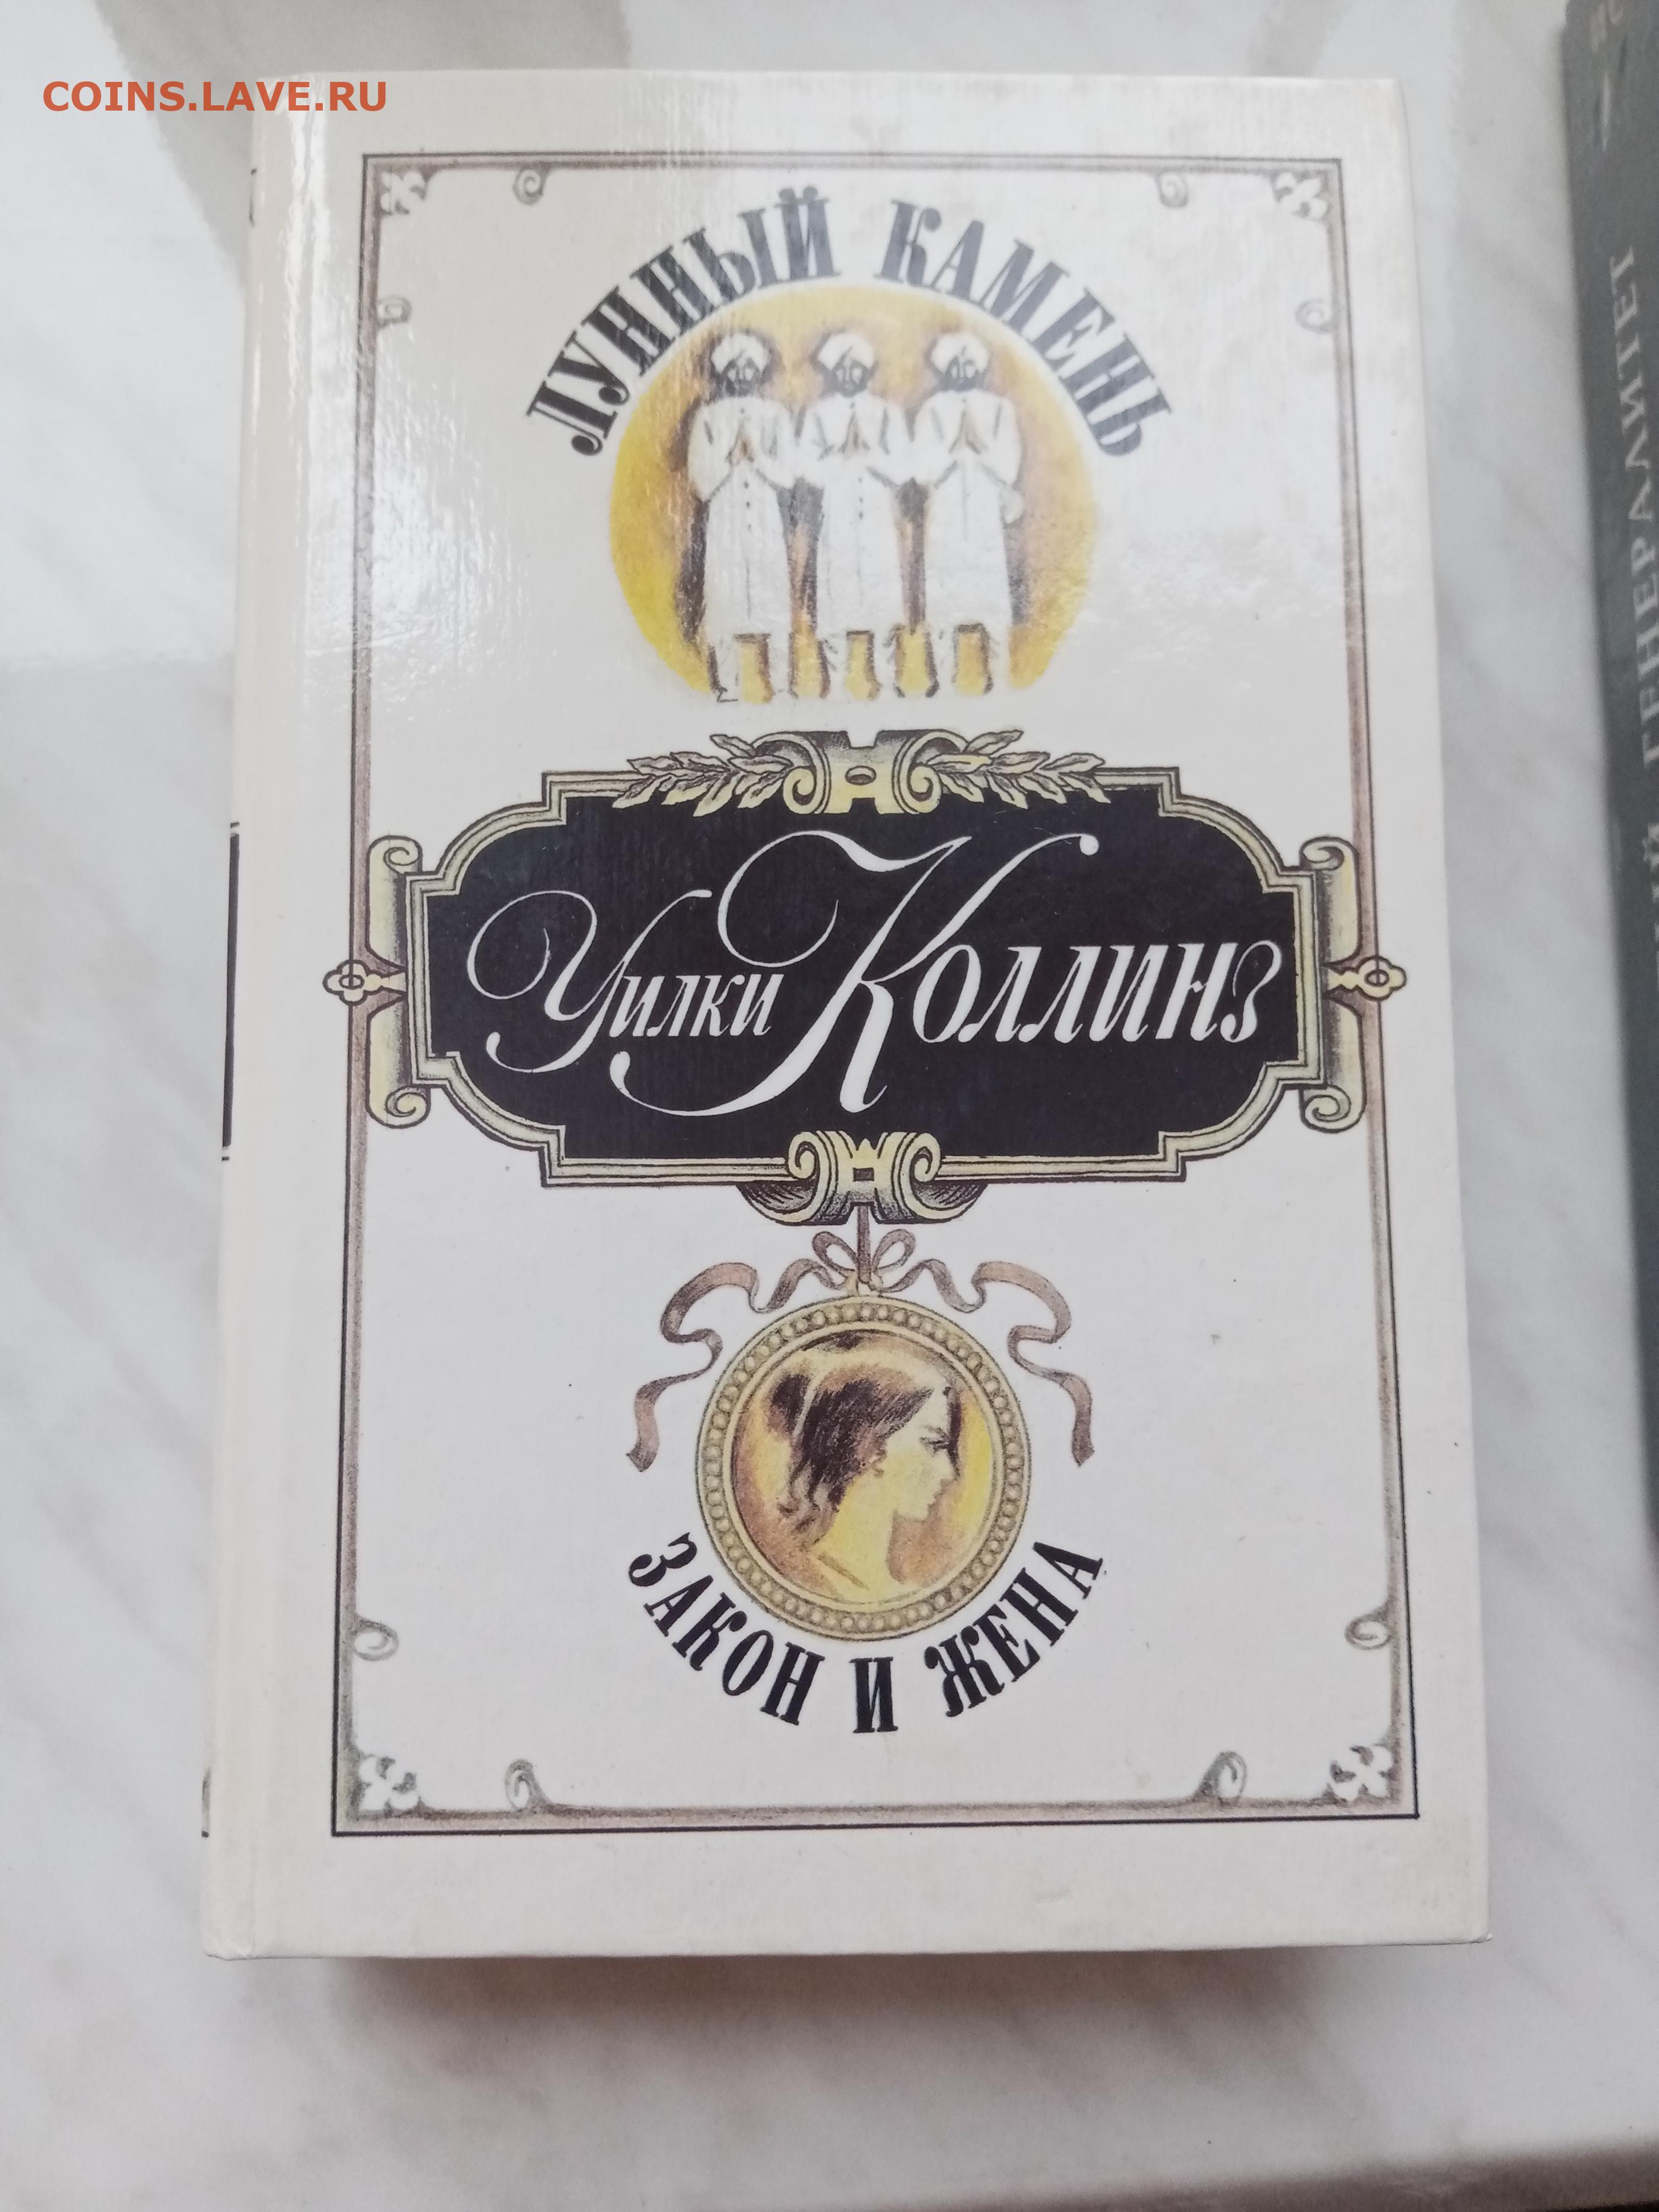 COINS.LAVE.RU
ЛУННЫЙ КАМЕНЬ
Уилки Коллинз
ЗАКОН И ЖЕНА
ГЕНЕРАЛИТЕТ